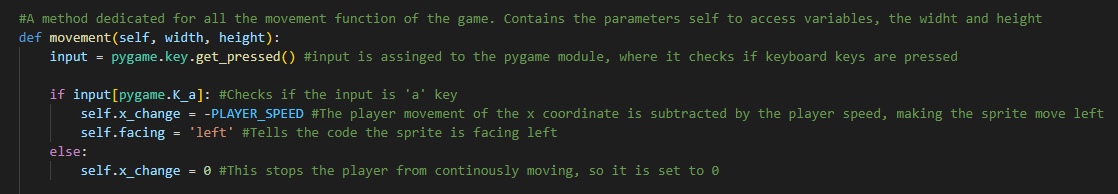 #A method dedicated for all the movement function of the game. Contains the parameters self to access variables, the widht and height
def movement(self, width, height):
input = pygame.key.get_pressed() #input is assinged to the pygame module, where it checks if keyboard keys are pressed
if input[pygame.K_a]: #Checks if the input is 'a' key
self.x_change = -PLAYER_SPEED #The player movement of the x coordinate is subtracted by the player speed, making the sprite move left
self.facing = 'left' #Tells the code the sprite is facing left
else:
self.x_change = 0 #This stops the player from continously moving, so it is set to 0